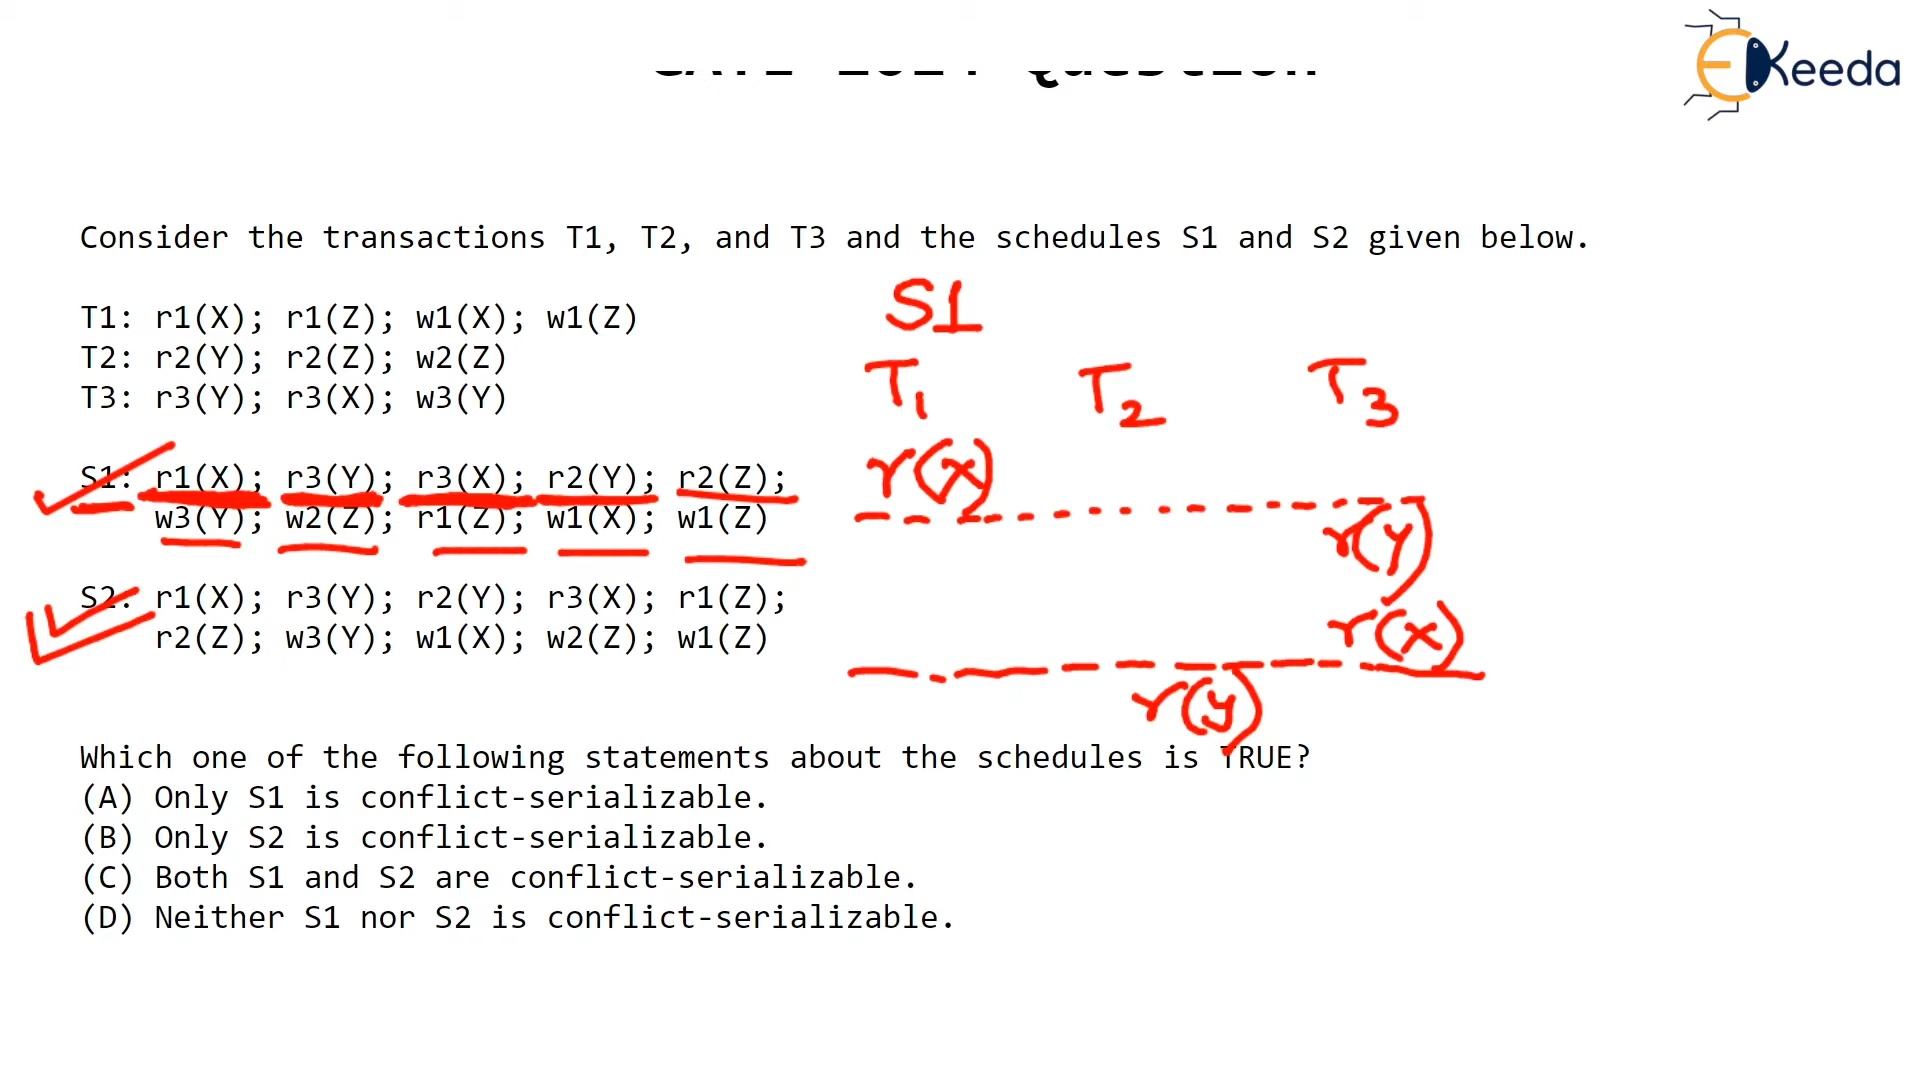 Keeda
Consider the transactions T1, T2, and T3 and the schedules S1 and S2 given below.
T1: r1(X); r1(Z); w1(X); w1(Z)
T2: r2(Y); r2(Z); w2(Z)
T3: r3(Y); r3(X); w3(Y)
S1
T1 T2 T3
S1: r1(X); r3(Y); r3(X); r2(Y); r2(Z);
w3(Y); w2(Z); r1(Z); w1(X); w1(Z)
r(X)
r(Y)
r(X)
r(y)
S2: r1(X); r3(Y); r2(Y); r3(X); r1(Z);
r2(Z); w3(Y); w1(X); w2(Z); w1(Z)
Which one of the following statements about the schedules is TRUE?
(A) Only S1 is conflict-serializable.
(B) Only S2 is conflict-serializable.
(C) Both S1 and S2 are conflict-serializable.
(D) Neither S1 nor S2 is conflict-serializable.